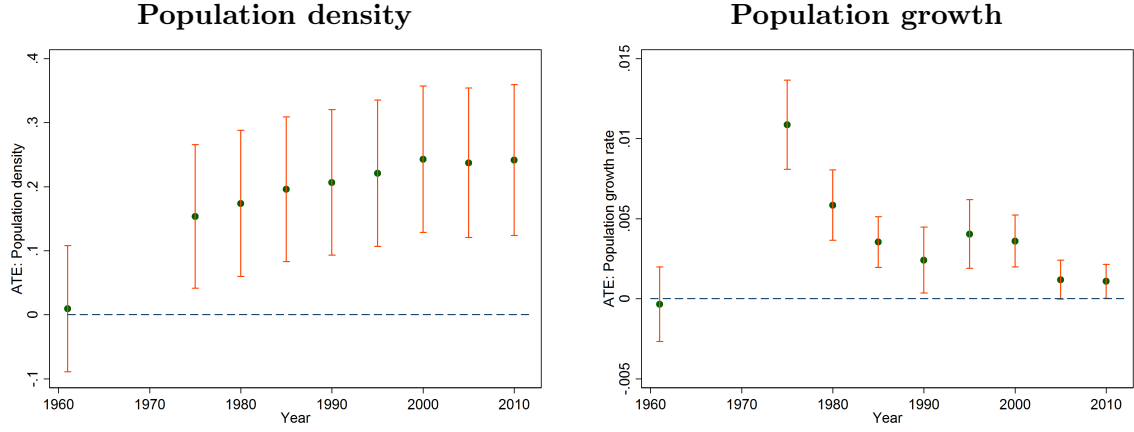 Population density
ATE: Population density
.4
.3
.2
.1
0
-.1
1960 1970 1980 1990 2000 2010
Year
Population growth
ATE: Population growth rate
.015
.01
.005
0
-.005
1960 1970 1980 1990 2000 2010
Year